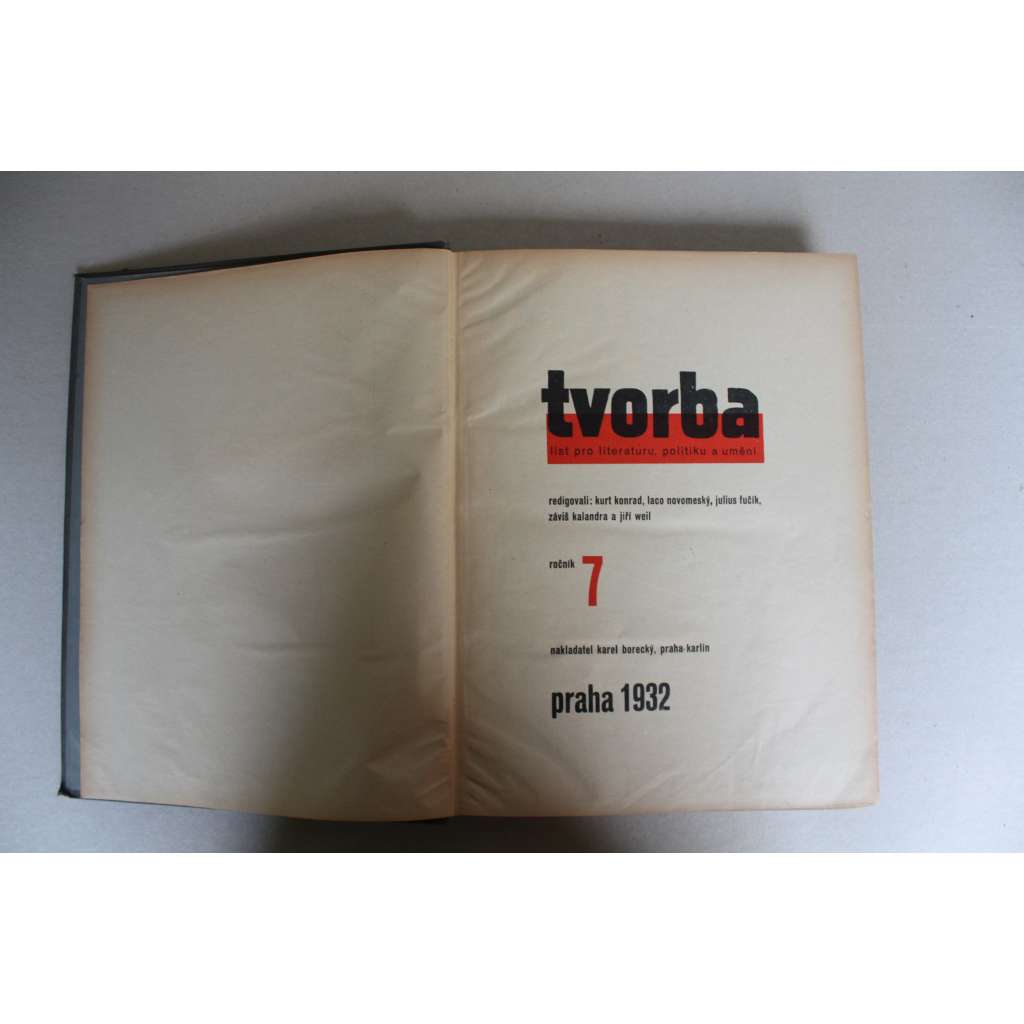 tvorba
list pro literaturu, politiku a umění
redigovali: kurt konrad, laco novomeský, julius fučík,
záviš kalandra a jiří weil
ročník 7
nakladatel karel borecký, praha-karlín
praha 1932